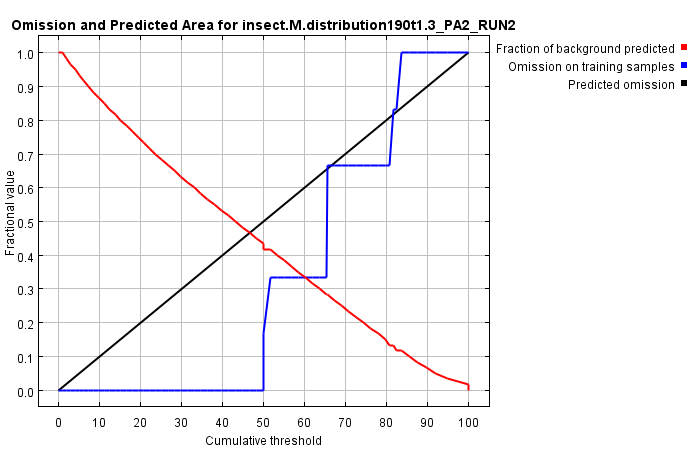 Omission and Predicted Area for insect.M.distribution190t1.3_PA2_RUN2
Fraction of background predicted
Omission on training samples
Predicted omission
Fractional value
1.0
0.9
0.8
0.7
0.6
0.5
0.4
0.3
0.2
0.1
0.0
0 10 20 30 40 50 60 70 80 90 100
Cumulative threshold